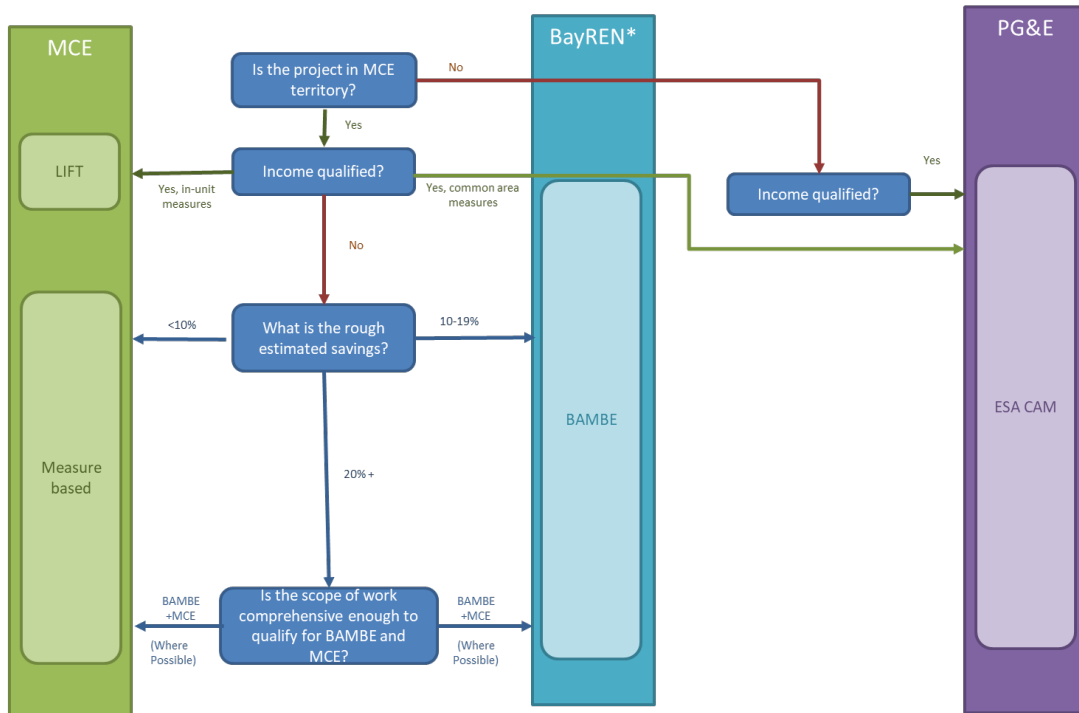 MCE
BayREN*
PG&E
Is the project in MCE
territory?
No
Yes
LIFT
Income qualified?
Yes, in-unit
measures
Yes, common area
measures
Income qualified?
Yes
No
<10%
What is the rough
estimated savings?
10-19%
Measure
based
20% +
BAMBE
ESA CAM
BAMBE
+MCE
(Where
Possible)
Is the scope of work
comprehensive enough to
qualify for BAMBE and
MCE?
BAMBE
+MCE
(Where
Possible)